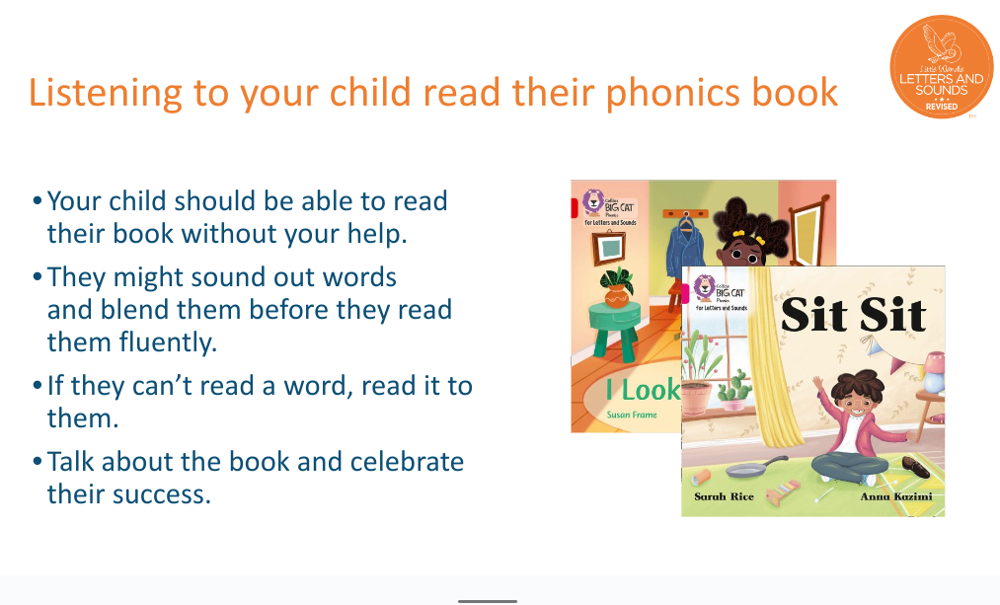 Listening to your child read their phonics book
Little Wandle
LETTERS AND
SOUNDS
REVISED
TM
•Your child should be able to read
their book without your help.
•They might sound out words
and blend them before they read
them fluently.
•If they can’t read a word, read it to
them.
•Talk about the book and celebrate
their success.
Collins
BIG CAT
Phonics
for Letters and Sounds
I Look
Susan Frame
Collins
BIG CAT
Phonics
for Letters and Sounds
Sit Sit
Sarah Rice
Anna Kazimi